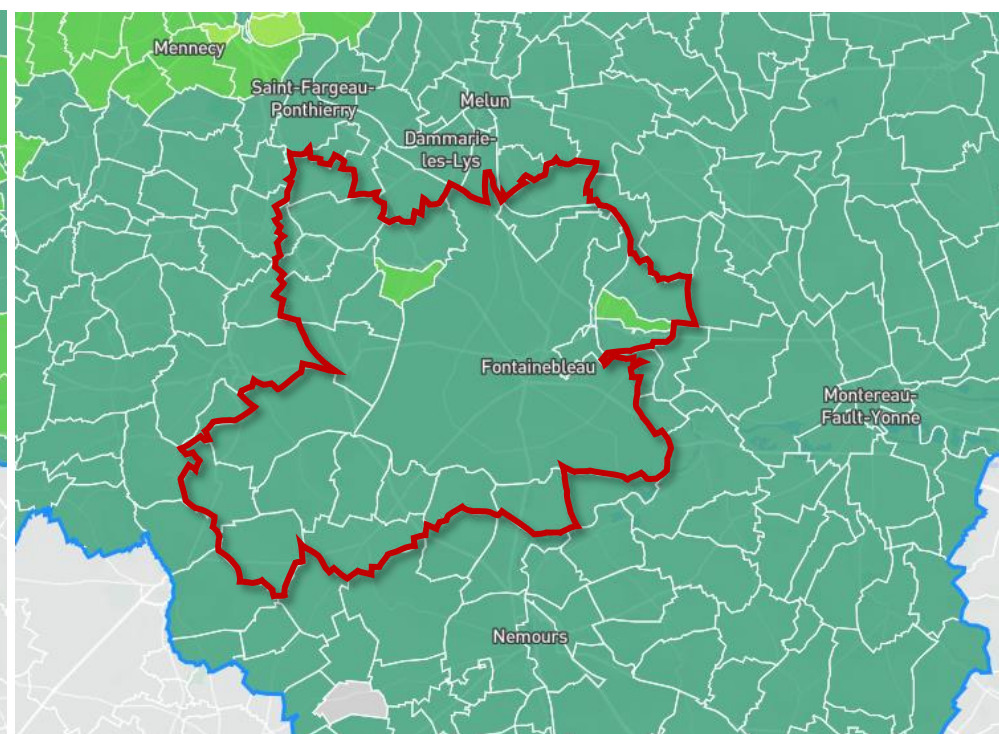 Mennecy
Saint-Fargeau-
Ponthierry
Melun
Dammarie-
les-Lys
Fontainebleau
Montereau-
Fault-Yonne
Nemours